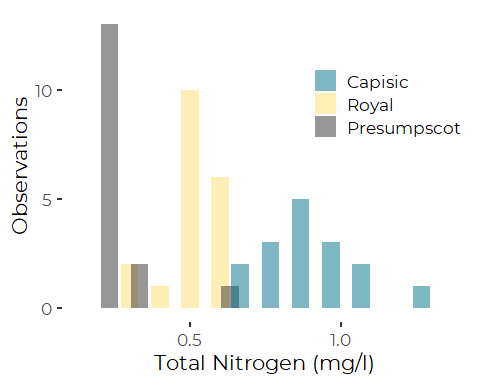 Capisic
Royal
Presumpscot
Observations
10
5
0
0.5
1.0
Total Nitrogen (mg/l)